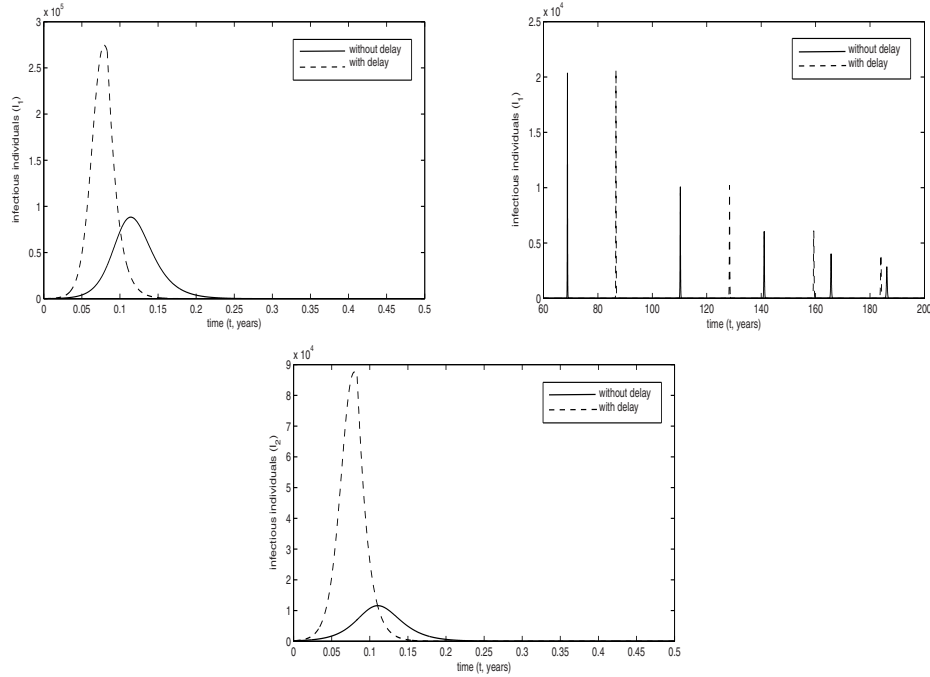 x 10^5
3
2.5
2
1.5
1
0.5
0
0 0.05 0.1 0.15 0.2 0.25 0.3 0.35 0.4 0.45 0.5
time (t, years)
infectious individuals (I_1)
without delay
with delay
x 10^4
2.5
2
1.5
1
0.5
0
60 80 100 120 140 160 180 200
time (t, years)
infectious individuals (I_1)
without delay
with delay
x 10^4
9
8
7
6
5
4
3
2
1
0
0 0.05 0.1 0.15 0.2 0.25 0.3 0.35 0.4 0.45 0.5
time (t, years)
infectious individuals (I_2)
without delay
with delay